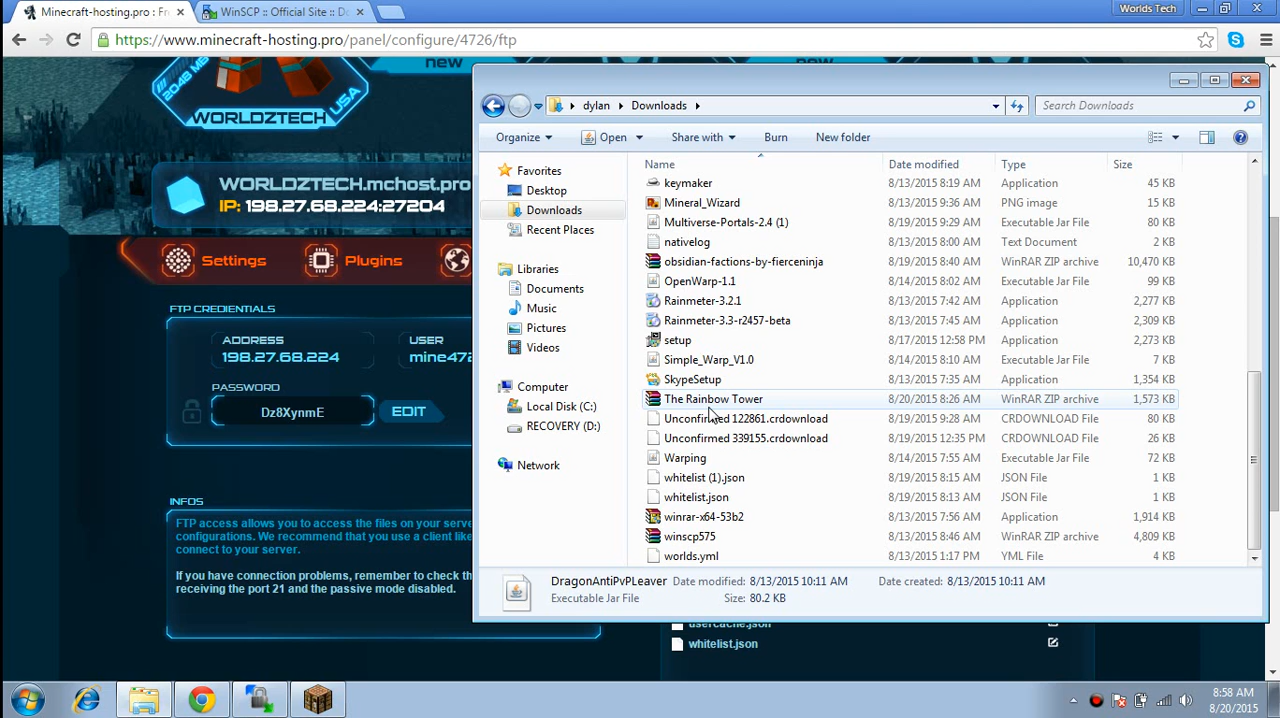 Minecraft-hosting.pro : Fr
WinSCP :: Official Site :: Do
Worlds Tech
https://www.minecraft-hosting.pro/panel/configure/4726/ftp
2048 MB
USA
WORLDZTECH
new
new
WORLDZTECH.mchost.pro
IP: 198.27.68.224:27204
Settings
Plugins
FTP CREDENTIALS
ADDRESS
USER
198.27.68.224
mine472
PASSWORD
Dz8XynmE
EDIT
INFOS
FTP access allows you to access the files on your serve
configurations. We recommend that you use a client like
connect to your server.
If you have connection problems, remember to check the
receiving the port 21 and the passive mode disabled.
dylan
Downloads
Search Downloads
Organize
Open
Share with
Burn
New folder
Favorites
Desktop
Downloads
Recent Places
Libraries
Documents
Music
Pictures
Videos
Computer
Local Disk (C:)
RECOVERY (D:)
Network
Name Date modified Type Size
keymaker 8/13/2015 8:19 AM Application 45 KB
Mineral_Wizard 8/13/2015 9:36 AM PNG image 15 KB
Multiverse-Portals-2.4 (1) 8/19/2015 9:29 AM Executable Jar File 80 KB
nativelog 8/13/2015 8:00 AM Text Document 2 KB
obsidian-factions-by-fierceninja 8/19/2015 8:40 AM WinRAR ZIP archive 10,470 KB
OpenWarp-1.1 8/14/2015 8:02 AM Executable Jar File 99 KB
Rainmeter-3.2.1 8/13/2015 7:42 AM Application 2,277 KB
Rainmeter-3.3-r2457-beta 8/13/2015 7:45 AM Application 2,309 KB
setup 8/17/2015 12:58 PM Application 2,273 KB
Simple_Warp_V1.0 8/14/2015 8:10 AM Executable Jar File 7 KB
SkypeSetup 8/13/2015 7:35 AM Application 1,354 KB
The Rainbow Tower 8/20/2015 8:26 AM WinRAR ZIP archive 1,573 KB
Unconfirmed 122861.crdownload 8/19/2015 9:28 AM CRDOWNLOAD File 80 KB
Unconfirmed 339155.crdownload 8/19/2015 12:35 PM CRDOWNLOAD File 26 KB
Warping 8/14/2015 7:55 AM Executable Jar File 72 KB
whitelist (1).json 8/19/2015 8:15 AM JSON File 1 KB
whitelist.json 8/19/2015 8:13 AM JSON File 1 KB
winrar-x64-53b2 8/13/2015 7:56 AM Application 1,914 KB
winscp575 8/13/2015 8:46 AM WinRAR ZIP archive 4,809 KB
worlds.yml 8/13/2015 1:17 PM YML File 4 KB
DragonAntiPvPLeaver Date modified: 8/13/2015 10:11 AM Date created: 8/13/2015 10:11 AM
Executable Jar File Size: 80.2 KB
usercache.json
whitelist.json
8:58 AM
8/20/2015